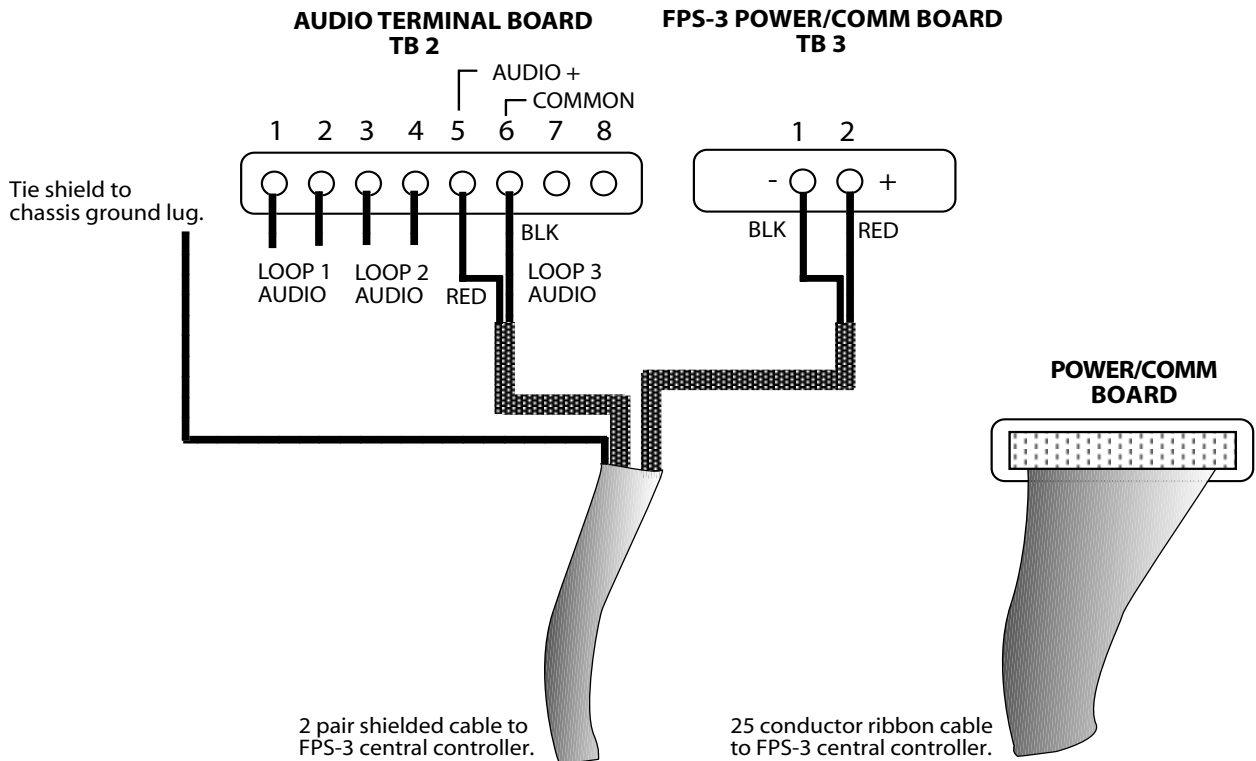 AUDIO TERMINAL BOARD
TB 2
FPS-3 POWER/COMM BOARD
TB 3
AUDIO +
COMMON
1 2 3 4 5 6 7 8
1 2
- +
Tie shield to
chassis ground lug.
BLK
BLK RED
LOOP 1
AUDIO
LOOP 2
AUDIO
RED
LOOP 3
AUDIO
POWER/COMM
BOARD
2 pair shielded cable to
FPS-3 central controller.
25 conductor ribbon cable
to FPS-3 central controller.